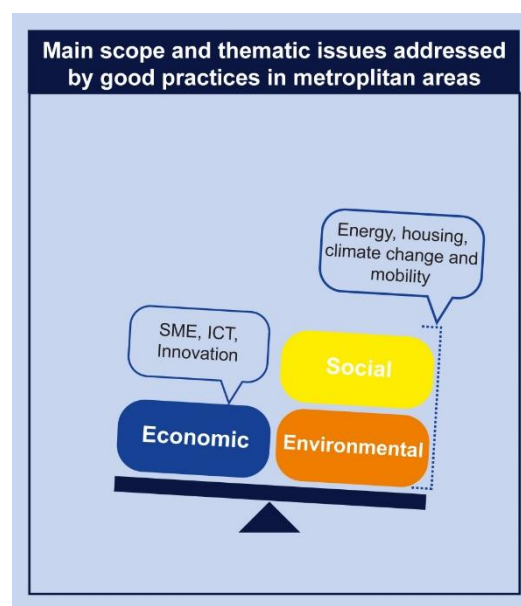 Main scope and thematic issues addressed
by good practices in metroplitan areas
Energy, housing,
climate change and
mobility
SME, ICT,
Innovation
Social
Economic
Environmental